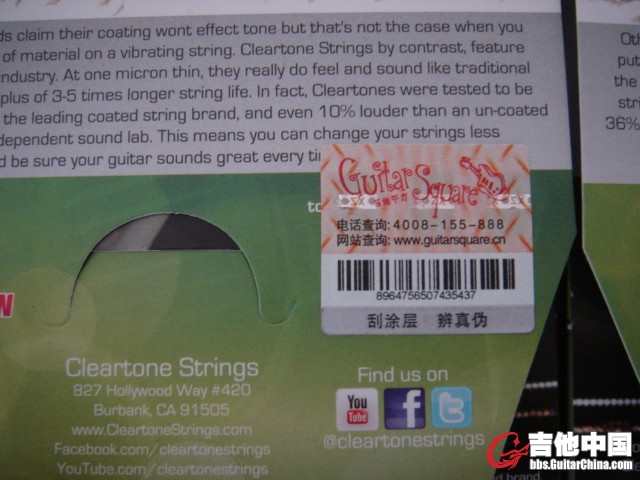 ds claim their coating wont effect tone but that's not the case when you
of material on a vibrating string. Cleartone Strings by contrast, feature
industry. At one micron thin, they really do feel and sound like traditional
plus of 3-5 times longer string life. In fact, Cleartones were tested to be
the leading coated string brand, and even 10% louder than an un-coated
dependent sound lab. This means you can change your strings less
d be sure your guitar sounds great every ti
Ot
put
the
stri
36%
to
Guitar Square
电话查询:4008-155-888
网站查询:www.guitarsquare.cn
8964756507435437
刮涂层 辨真伪
N
Cleartone Strings
827 Hollywood Way #420
Burbank, CA 91505
www.CleartoneStrings.com
Facebook.com/cleartonestrings
YouTube.com/cleartonestrings
Find us on
You
Tube
f
t
@cleartonestrings
吉他中国
bbs.GuitarChina.com
d brand